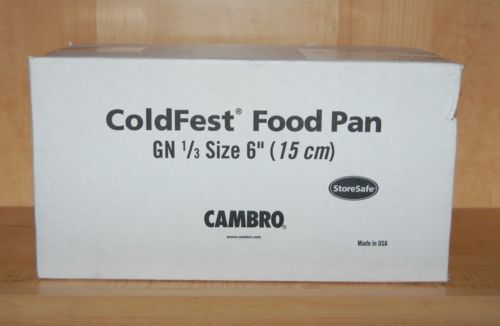 ColdFest® Food Pan
GN 1/3 Size 6" (15 cm)
StoreSafe®
CAMBRO®
www.cambro.com
Made in USA